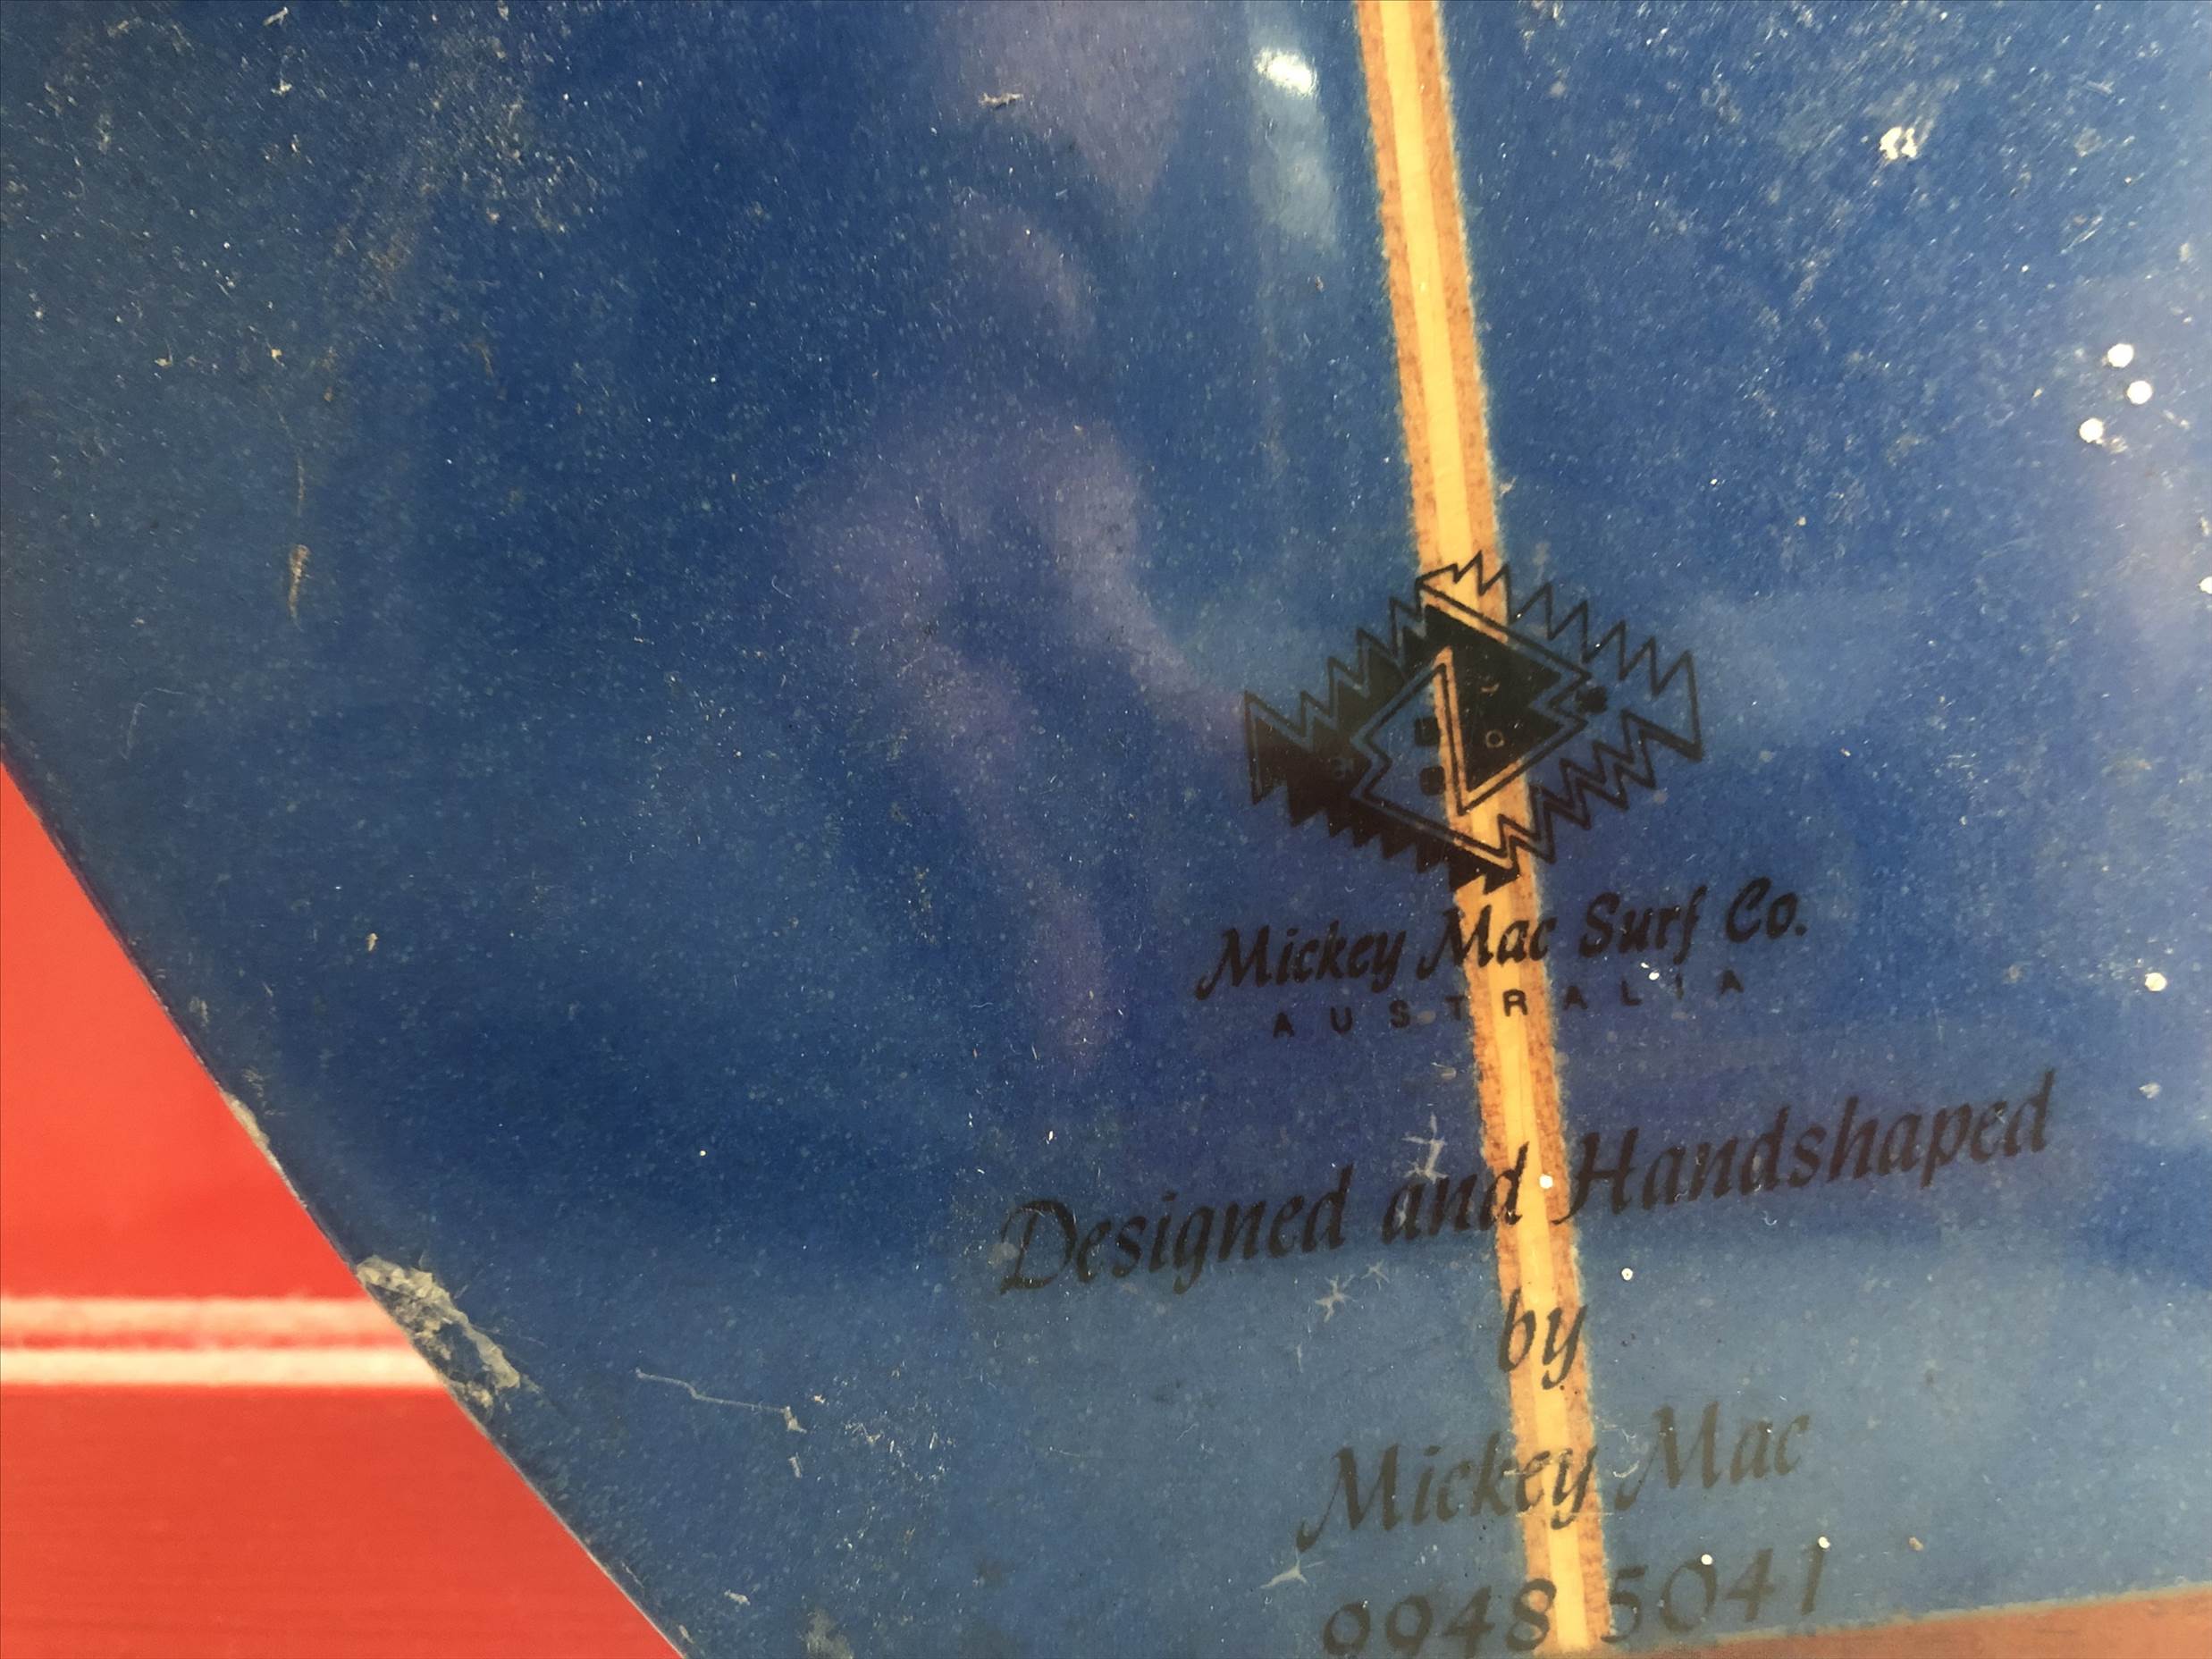 Mickey Mac Surf Co.
AUSTRALIA
Designed and Handshaped
by
Mickey Mac
9948 5041